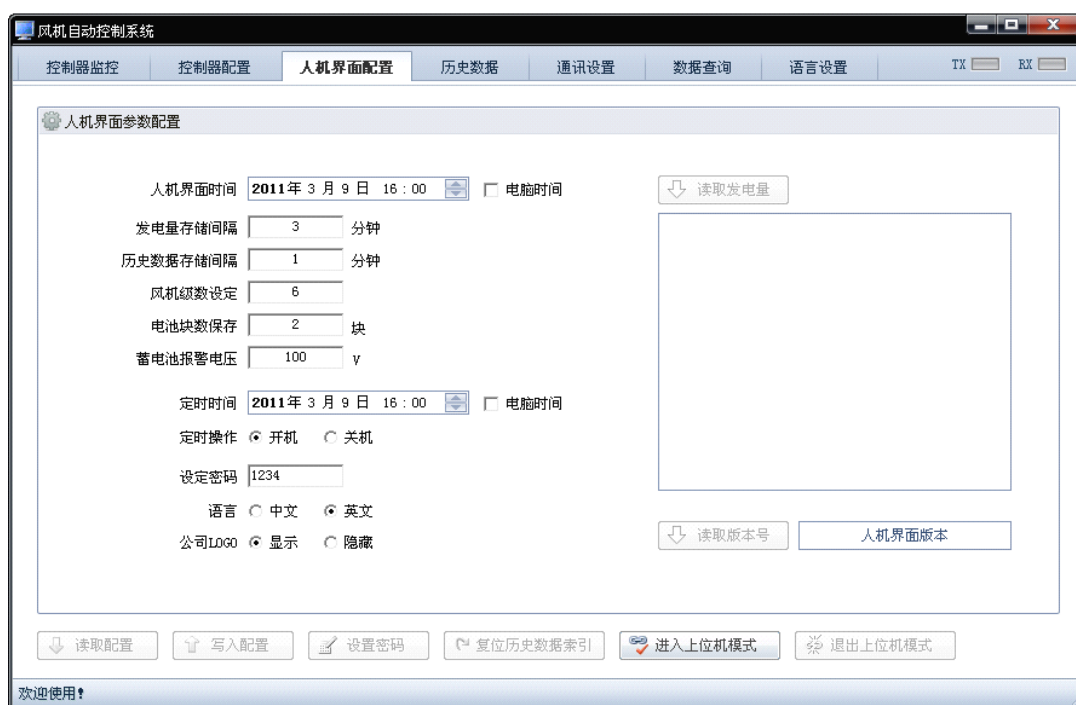 风机自动控制系统
控制器监控 控制器配置 人机界面配置 历史数据 通讯设置 数据查询 语言设置 TX RX
人机界面参数配置
人机界面时间 2011年 3 月 9 日 16 : 00 电脑时间 读取发电量
发电量存储间隔 3 分钟
历史数据存储间隔 1 分钟
风机级数设定 6
电池块数保存 2 块
蓄电池报警电压 100 V
定时时间 2011年 3 月 9 日 16 : 00 电脑时间
定时操作 开机 关机
设定密码 1234
语言 中文 英文
公司LOGO 显示 隐藏 读取版本号 人机界面版本
读取配置 写入配置 设置密码 复位历史数据索引 进入上位机模式 退出上位机模式
欢迎使用!